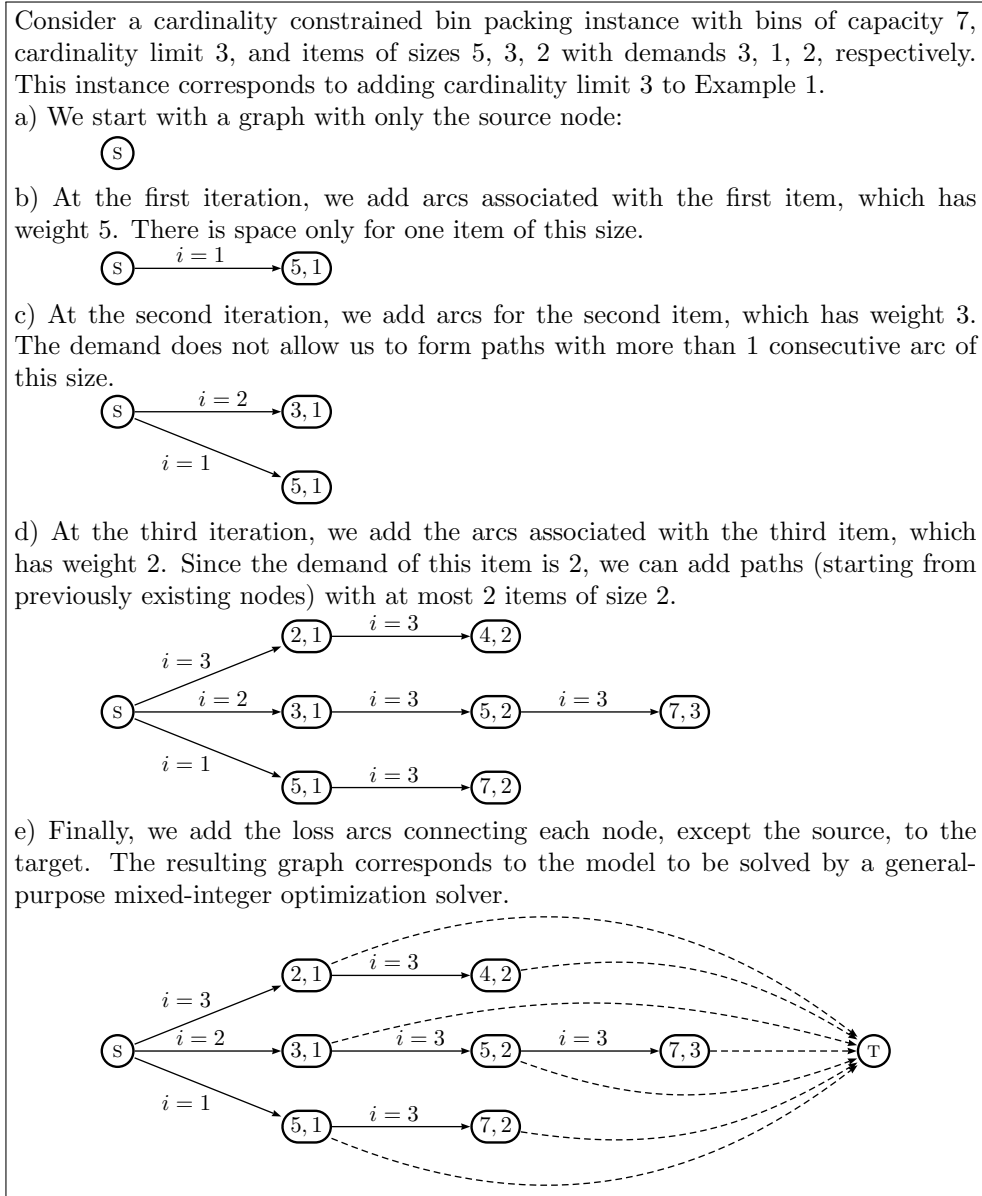 Consider a cardinality constrained bin packing instance with bins of capacity 7,
cardinality limit 3, and items of sizes 5, 3, 2 with demands 3, 1, 2, respectively.
This instance corresponds to adding cardinality limit 3 to Example 1.
a) We start with a graph with only the source node:
S
b) At the first iteration, we add arcs associated with the first item, which has
weight 5. There is space only for one item of this size.
S i = 1 5, 1
c) At the second iteration, we add arcs for the second item, which has weight 3.
The demand does not allow us to form paths with more than 1 consecutive arc of
this size.
S i = 2 3, 1
i = 1
5, 1
d) At the third iteration, we add the arcs associated with the third item, which
has weight 2. Since the demand of this item is 2, we can add paths (starting from
previously existing nodes) with at most 2 items of size 2.
2, 1 i = 3 4, 2
i = 3
S i = 2 3, 1 i = 3 5, 2 i = 3 7, 3
i = 1
5, 1 i = 3 7, 2
e) Finally, we add the loss arcs connecting each node, except the source, to the
target. The resulting graph corresponds to the model to be solved by a general-
purpose mixed-integer optimization solver.
2, 1 i = 3 4, 2
i = 3
S i = 2 3, 1 i = 3 5, 2 i = 3 7, 3 T
i = 1
5, 1 i = 3 7, 2